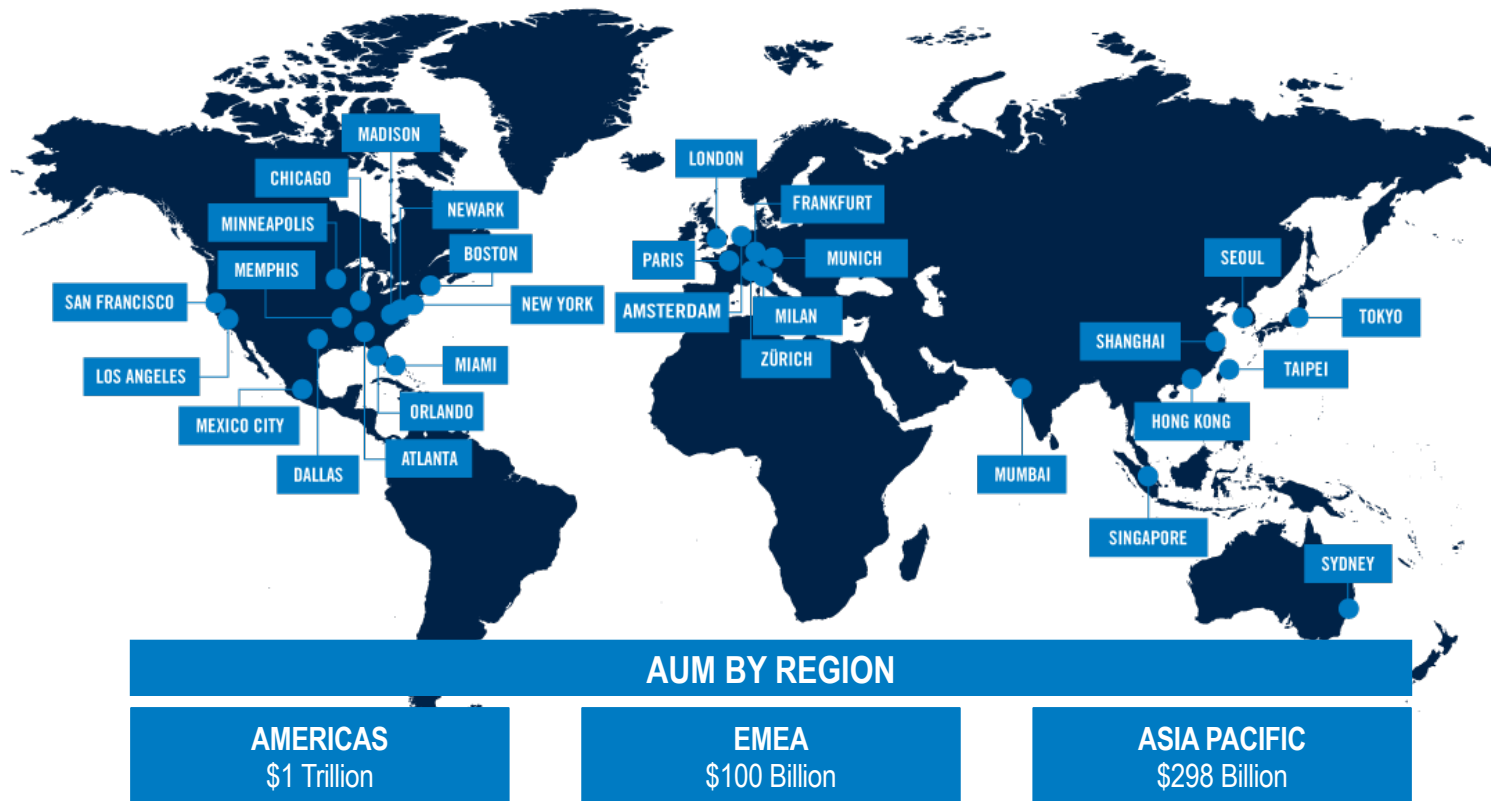 MADISON
CHICAGO
NEWARK
MINNEAPOLIS
BOSTON
MEMPHIS
SAN FRANCISCO
NEW YORK
LOS ANGELES
MIAMI
MEXICO CITY
ORLANDO
DALLAS
ATLANTA
LONDON
FRANKFURT
PARIS
MUNICH
AMSTERDAM
MILAN
ZÜRICH
SEOUL
TOKYO
SHANGHAI
TAIPEI
HONG KONG
MUMBAI
SINGAPORE
SYDNEY
AUM BY REGION
AMERICAS
$1 Trillion
EMEA
$100 Billion
ASIA PACIFIC
$298 Billion